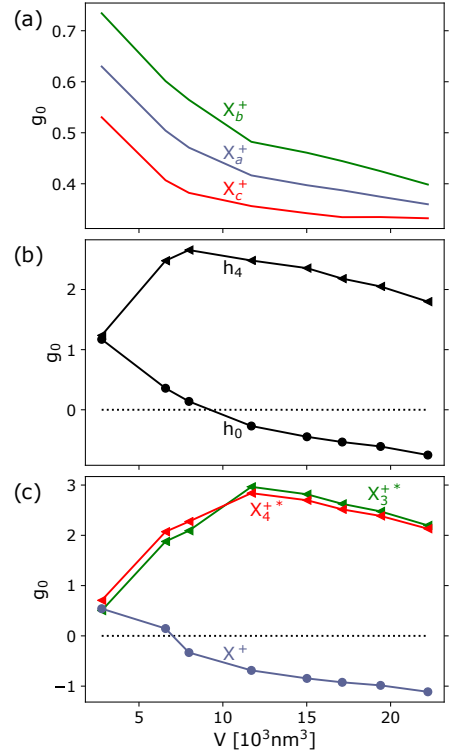 (a)
0.7
0.6
0.5
0.4
g₀
X_b^+
X_a^+
X_c^+
(b)
2
1
0
g₀
h₄
h₀
(c)
3
2
1
0
−1
g₀
X_3^{+*}
X_4^{+*}
X^+
5 10 15 20
V [10³nm³]